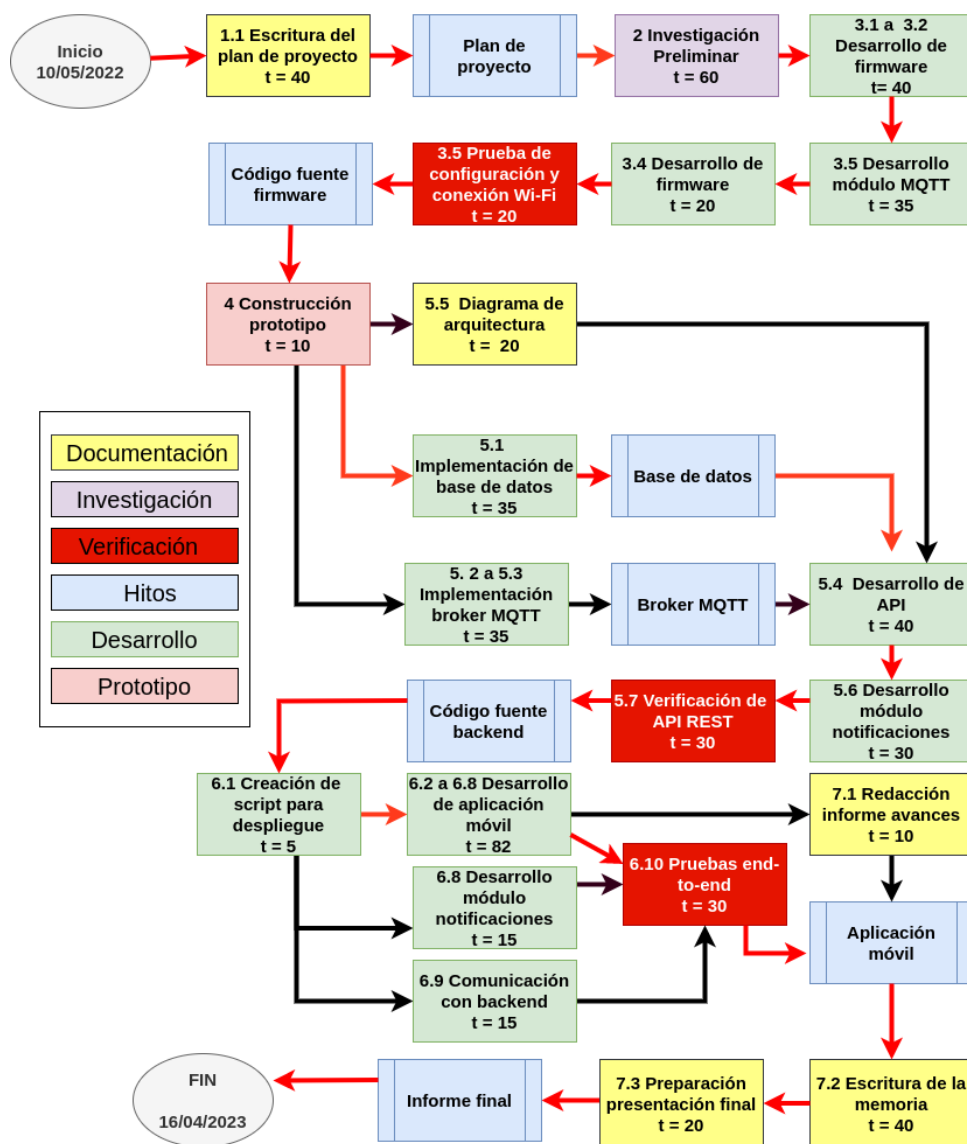 Inicio
10/05/2022
1.1 Escritura del
plan de proyecto
t = 40
Plan de
proyecto
2 Investigación
Preliminar
t = 60
3.1 a 3.2
Desarrollo de
firmware
t= 40
Código fuente
firmware
3.5 Prueba de
configuración y
conexión Wi-Fi
t = 20
3.4 Desarrollo de
firmware
t = 20
3.5 Desarrollo
módulo MQTT
t = 35
4 Construcción
prototipo
t = 10
5.5 Diagrama de
arquitectura
t = 20
Documentación
Investigación
Verificación
Hitos
Desarrollo
Prototipo
5.1
Implementación de
base de datos
t = 35
Base de datos
5. 2 a 5.3
Implementación
broker MQTT
t = 35
Broker MQTT
5.4 Desarrollo de
API
t = 40
Código fuente
backend
5.7 Verificación de
API REST
t = 30
5.6 Desarrollo
módulo
notificaciones
t = 30
6.1 Creación de
script para
despliegue
t = 5
6.2 a 6.8 Desarrollo
de aplicación
móvil
t = 82
7.1 Redacción
informe avances
t = 10
6.8 Desarrollo
módulo
notificaciones
t = 15
6.10 Pruebas end-
to-end
t = 30
Aplicación
móvil
6.9 Comunicación
con backend
t = 15
FIN
16/04/2023
Informe final
7.3 Preparación
presentación final
t = 20
7.2 Escritura de la
memoria
t = 40